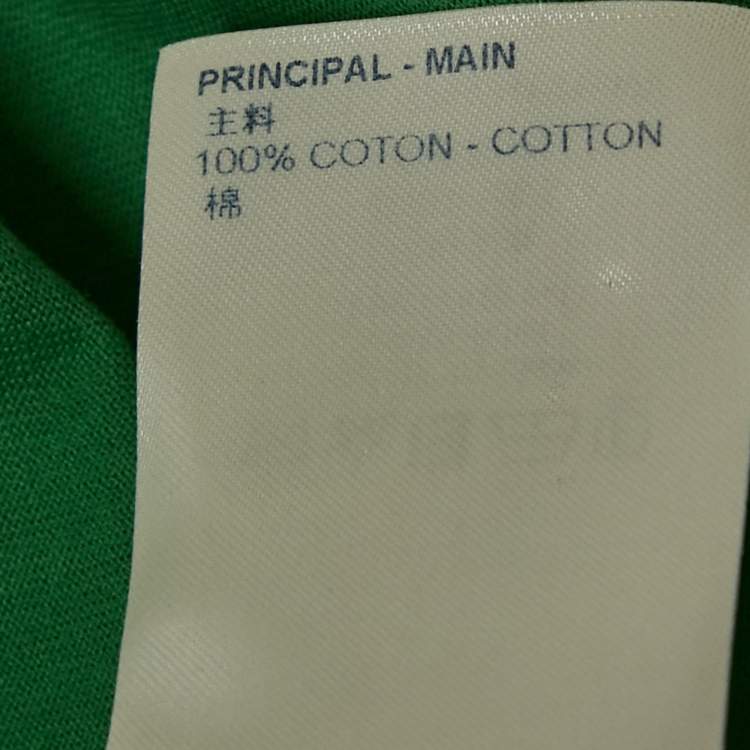 PRINCIPAL - MAIN
主料
100% COTON - COTTON
棉